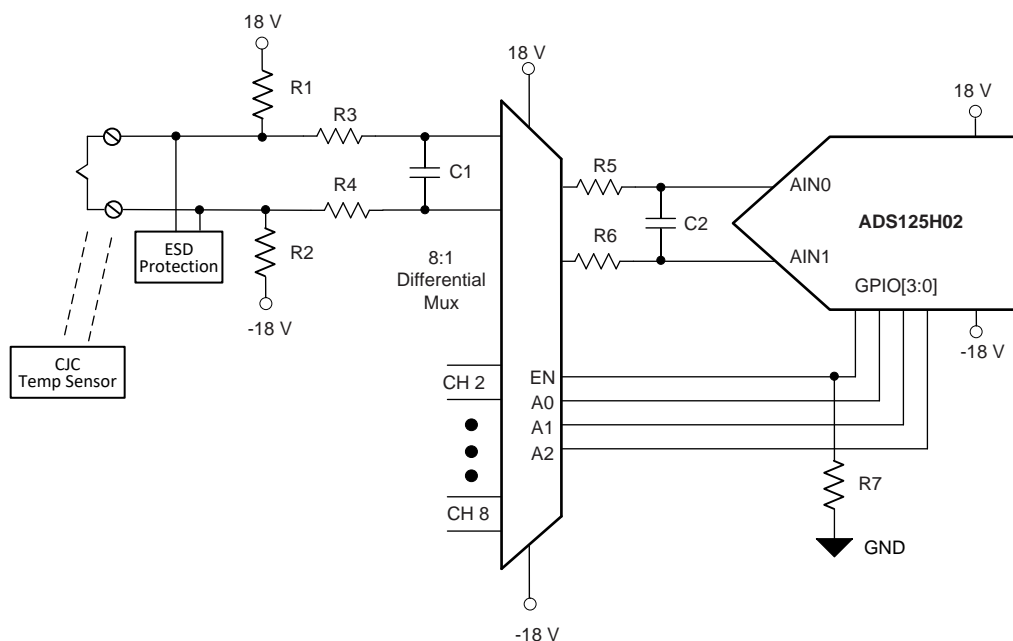 18 V
R1
R3
C1
R4
R2
-18 V
ESD
Protection
CJC
Temp Sensor
18 V
8:1
Differential
Mux
CH 2
CH 8
EN
A0
A1
A2
-18 V
R5
C2
R6
18 V
AIN0
ADS125H02
AIN1
GPIO[3:0]
-18 V
R7
GND